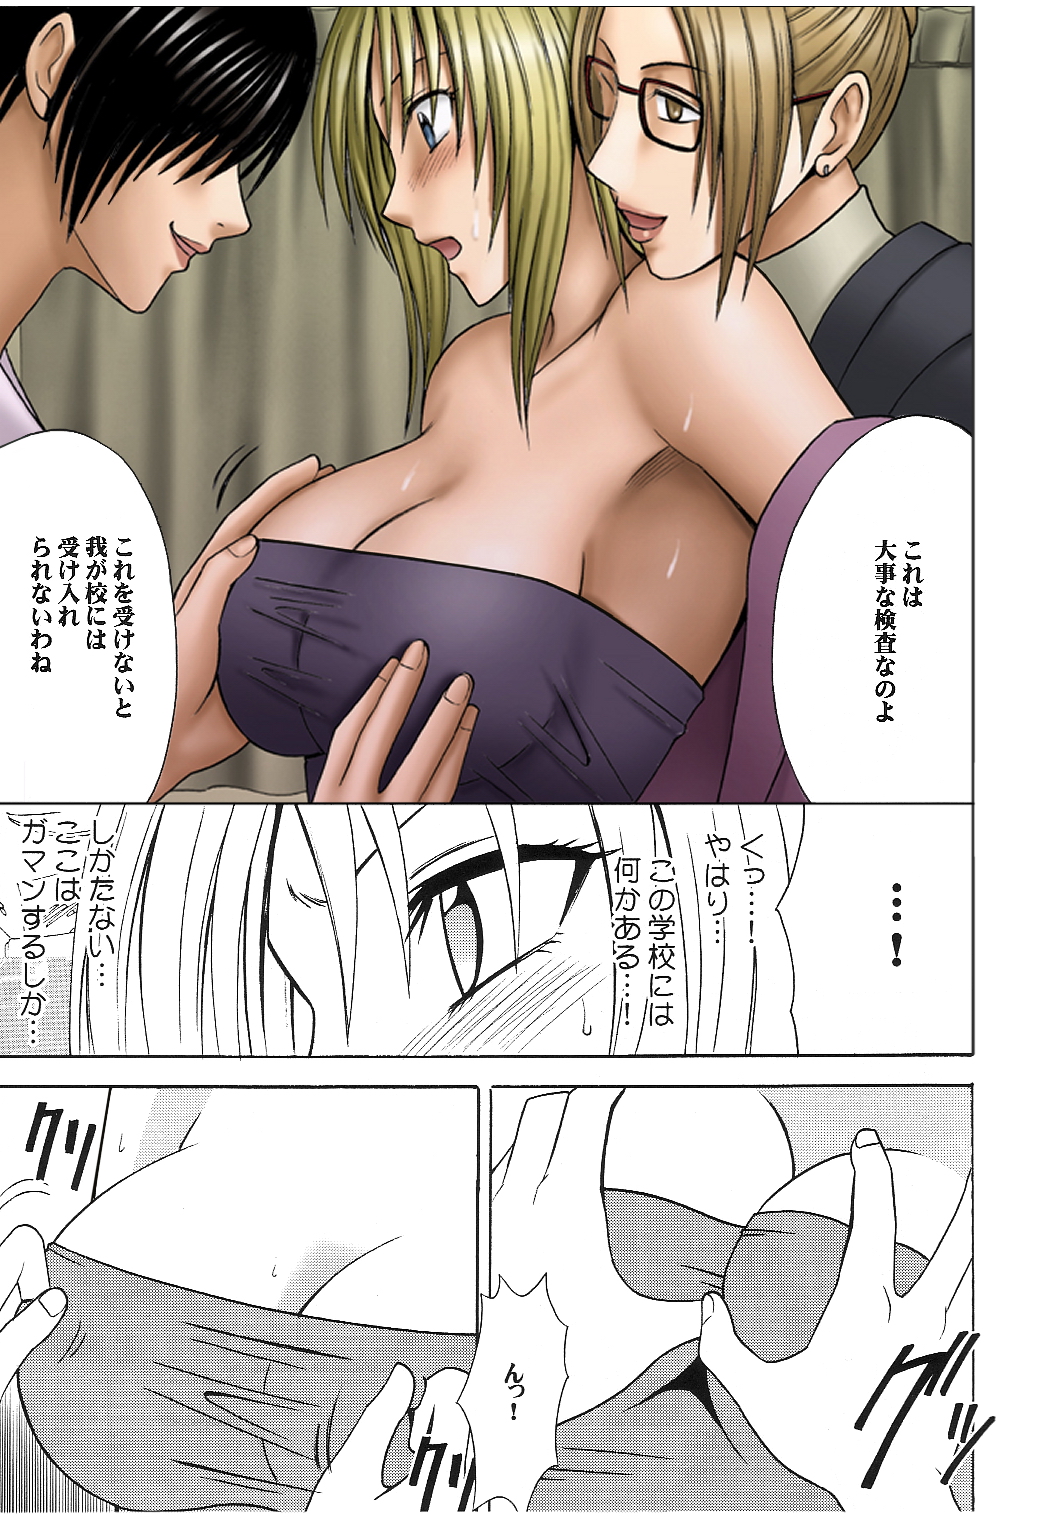 これは
大事な検査なのよ
これを受けないと
我が校には
受け入れ
られないわね
…！
くっ…！
やはり…
この学校には
何かある…！
しかたない…
ここは
ガマンするしか…
グッ
ッ
んっ！
クリ
クリ